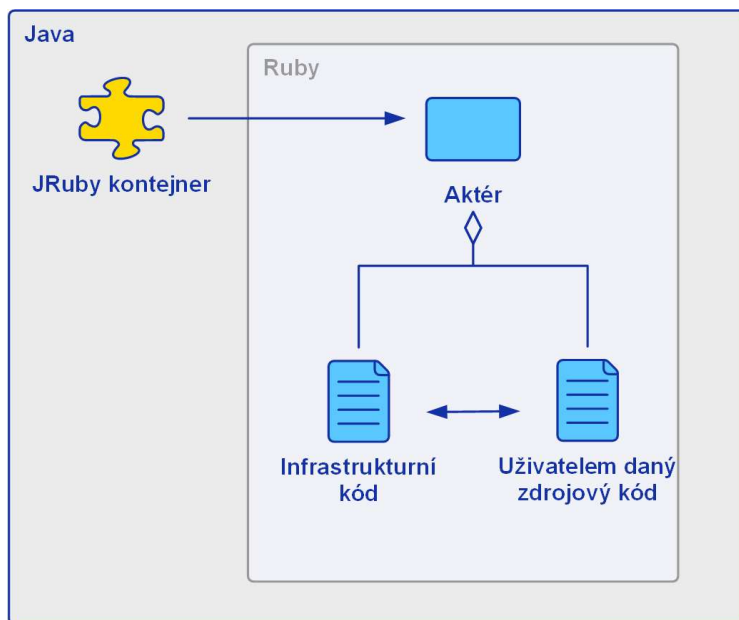 Java
Ruby
JRuby kontejner
Aktér
Infrastrukturní
kód
Uživatelem daný
zdrojový kód